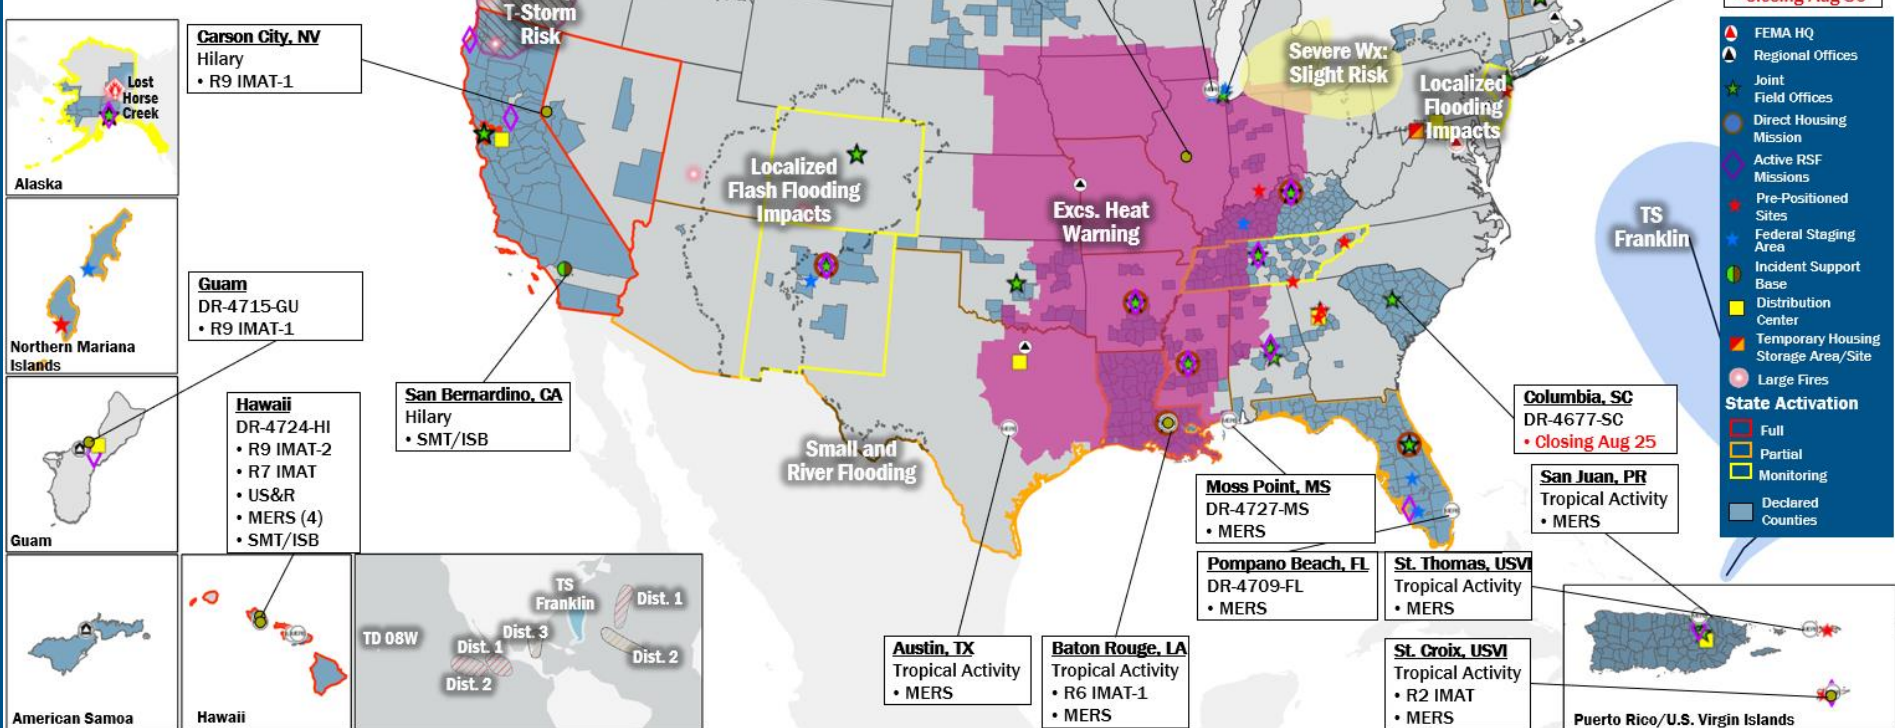 Closing Aug
T-Storm
Risk
Carson City, NV
Hilary
• R9 IMAT-1
Lost
Horse
Creek
Alaska
Severe Wx:
Slight Risk
Localized
Flooding
Impacts
Localized
Flash Flooding
Impacts
Excs. Heat
Warning
TS
Franklin
Guam
DR-4715-GU
• R9 IMAT-1
Northern Mariana
Islands
San Bernardino, CA
Hilary
• SMT/ISB
Hawaii
DR-4724-HI
• R9 IMAT-2
• R7 IMAT
• US&R
• MERS (4)
• SMT/ISB
Guam
Small and
River Flooding
Columbia, SC
DR-4677-SC
• Closing Aug 25
Moss Point, MS
DR-4727-MS
• MERS
San Juan, PR
Tropical Activity
• MERS
Pompano Beach, FL
DR-4709-FL
• MERS
St. Thomas, USVI
Tropical Activity
• MERS
American Samoa
Hawaii
TD 08W
TS
Franklin
Dist. 1
Dist. 3
Dist. 1
Dist. 2
Dist. 2
Austin, TX
Tropical Activity
• MERS
Baton Rouge, LA
Tropical Activity
• R6 IMAT-1
• MERS
St. Croix, USVI
Tropical Activity
• R2 IMAT
• MERS
Puerto Rico/U.S. Virgin Islands
FEMA HQ
Regional Offices
Joint
Field Offices
Direct Housing
Mission
Active RSF
Missions
Pre-Positioned
Sites
Federal Staging
Area
Incident Support
Base
Distribution
Center
Temporary Housing
Storage Area/Site
Large Fires
State Activation
Full
Partial
Monitoring
Declared
Counties